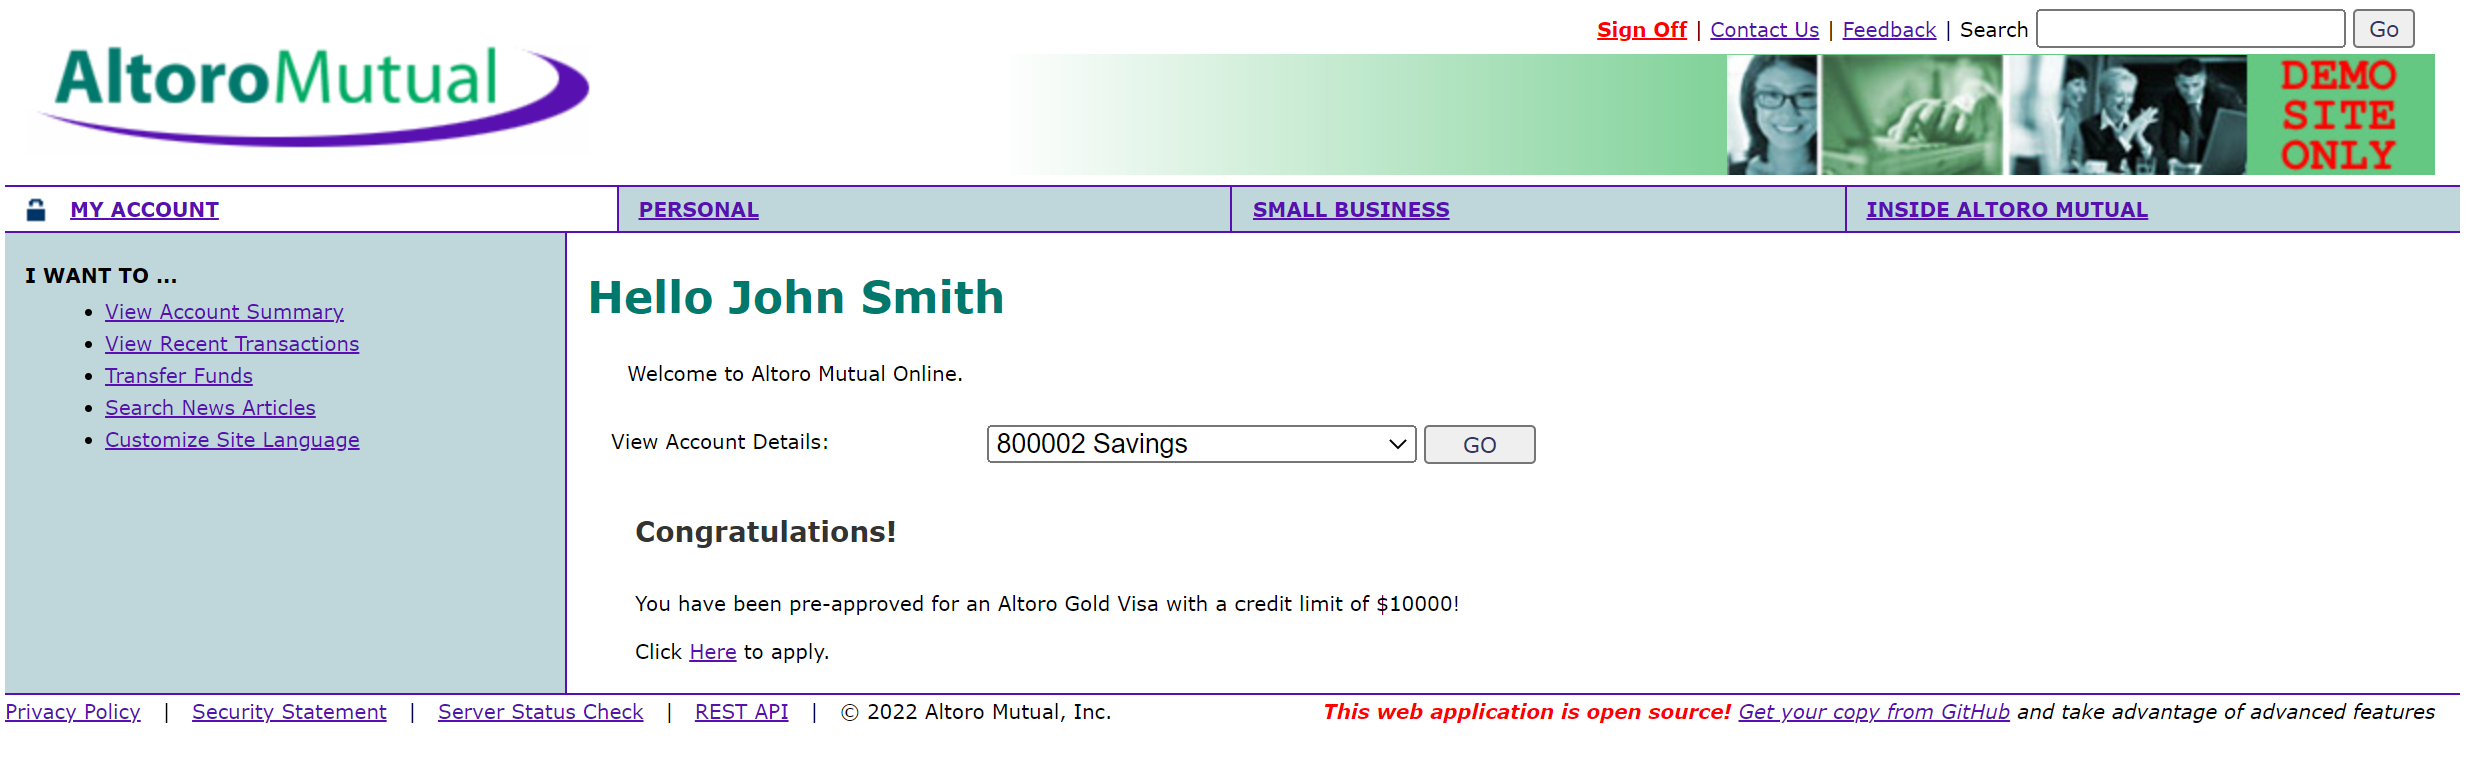 Sign Off | Contact Us | Feedback | Search Go
AltoroMutual
DEMO
SITE
ONLY
MY ACCOUNT
PERSONAL
SMALL BUSINESS
INSIDE ALTORO MUTUAL
I WANT TO ...
View Account Summary
View Recent Transactions
Transfer Funds
Search News Articles
Customize Site Language
Hello John Smith
Welcome to Altoro Mutual Online.
View Account Details: 800002 Savings GO
Congratulations!
You have been pre-approved for an Altoro Gold Visa with a credit limit of $10000!
Click Here to apply.
Privacy Policy | Security Statement | Server Status Check | REST API | © 2022 Altoro Mutual, Inc. This web application is open source! Get your copy from GitHub and take advantage of advanced features